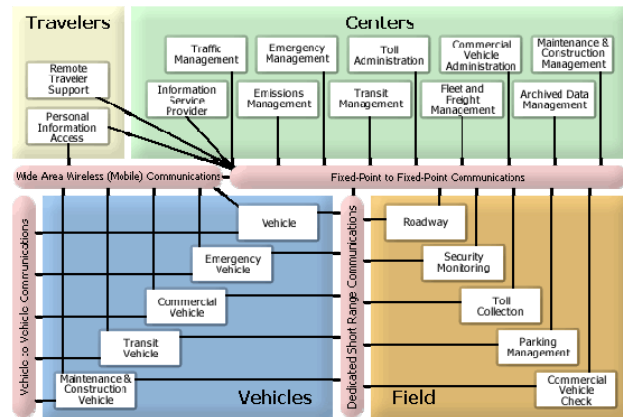 Travelers
Centers
Remote
Traveler
Support
Personal
Information
Access
Traffic
Management
Emergency
Management
Toll
Administration
Commercial
Vehicle
Administration
Maintenance &
Construction
Management
Information
Service
Provider
Emissions
Management
Transit
Management
Fleet and
Freight
Management
Archived Data
Management
Wide Area Wireless (Mobile) Communications
Fixed-Point to Fixed-Point Communications
Vehicle to Vehicle Communications
Vehicle
Emergency
Vehicle
Commercial
Vehicle
Transit
Vehicle
Maintenance &
Construction
Vehicle
Vehicles
Dedicated Short Range Communications
Roadway
Security
Monitoring
Toll
Collection
Parking
Management
Commercial
Vehicle
Check
Field